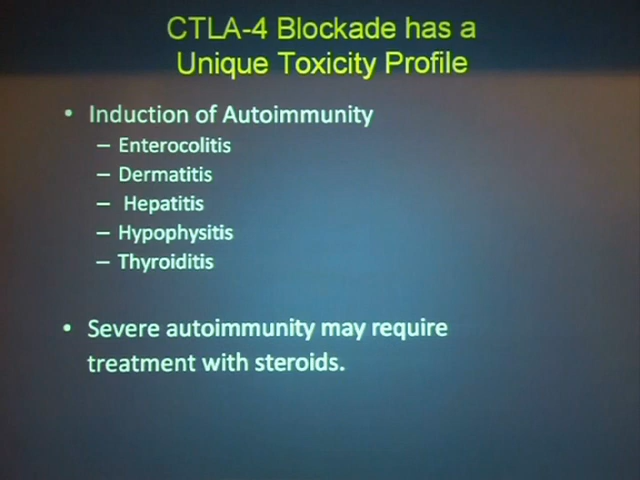 CTLA-4 Blockade has a
Unique Toxicity Profile
• Induction of Autoimmunity
– Enterocolitis
– Dermatitis
– Hepatitis
– Hypophysitis
– Thyroiditis
• Severe autoimmunity may require
treatment with steroids.